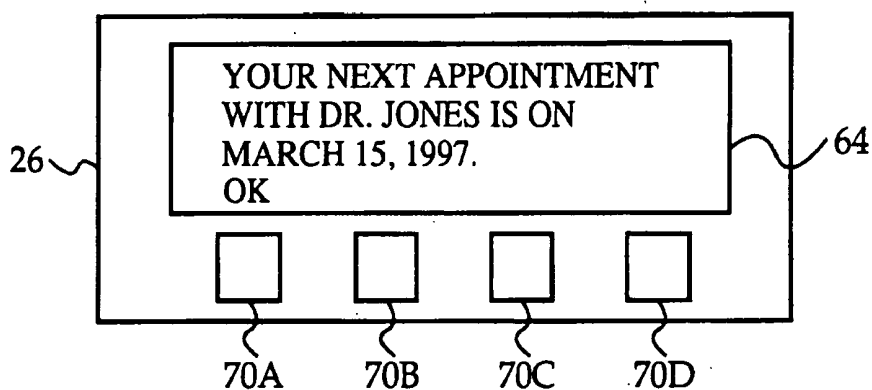 YOUR NEXT APPOINTMENT
WITH DR. JONES IS ON
MARCH 15, 1997.
OK
26
64
70A 70B 70C 70D